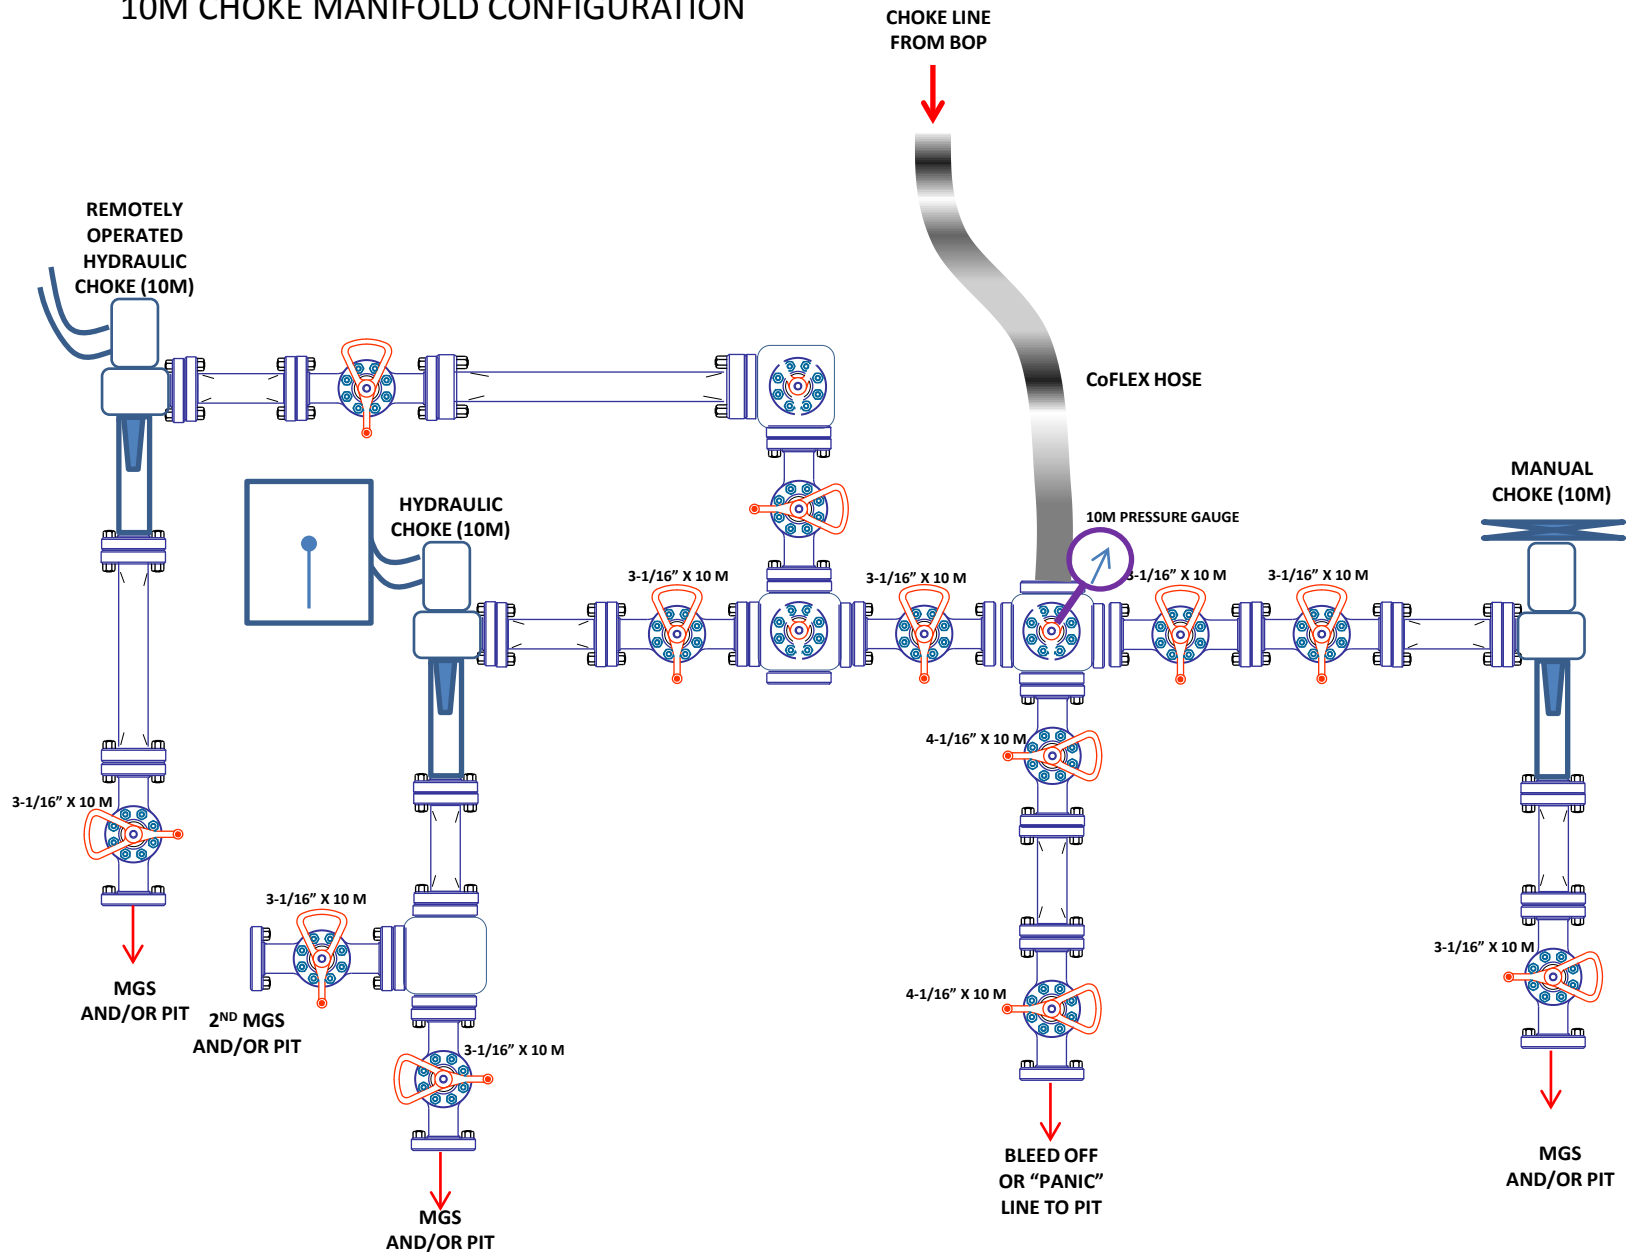 10M CHOKE MANIFOLD CONFIGURATION
CHOKE LINE
FROM BOP
REMOTELY
OPERATED
HYDRAULIC
CHOKE (10M)
CoFLEX HOSE
MANUAL
CHOKE (10M)
HYDRAULIC
CHOKE (10M)
10M PRESSURE GAUGE
3-1/16” X 10 M
3-1/16” X 10 M
3-1/16” X 10 M
3-1/16” X 10 M
4-1/16” X 10 M
3-1/16” X 10 M
3-1/16” X 10 M
3-1/16” X 10 M
4-1/16” X 10 M
MGS
AND/OR PIT
2ND MGS
AND/OR PIT
3-1/16” X 10 M
BLEED OFF
OR “PANIC”
LINE TO PIT
MGS
AND/OR PIT
MGS
AND/OR PIT